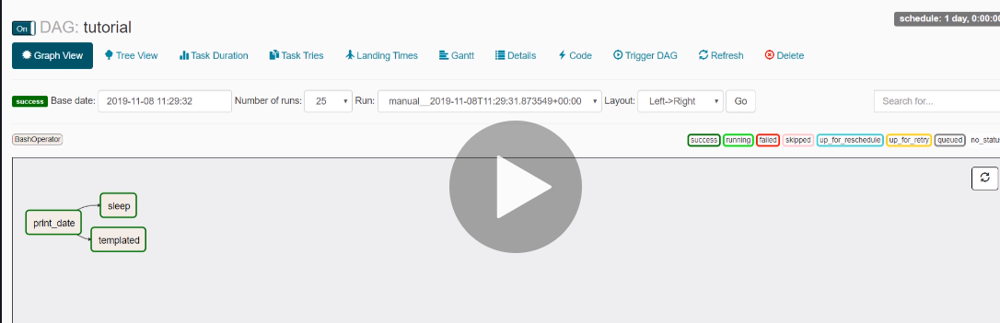 schedule: 1 day, 0:00:00
On DAG: tutorial
Graph View Tree View Task Duration Task Tries Landing Times Gantt Details Code Trigger DAG Refresh Delete
success Base date: 2019-11-08 11:29:32 Number of runs: 25 Run: manual__2019-11-08T11:29:31.873549+00:00 Layout: Left->Right Go Search for...
BashOperator success running failed skipped up_for_reschedule up_for_retry queued no_status
sleep
print_date
templated